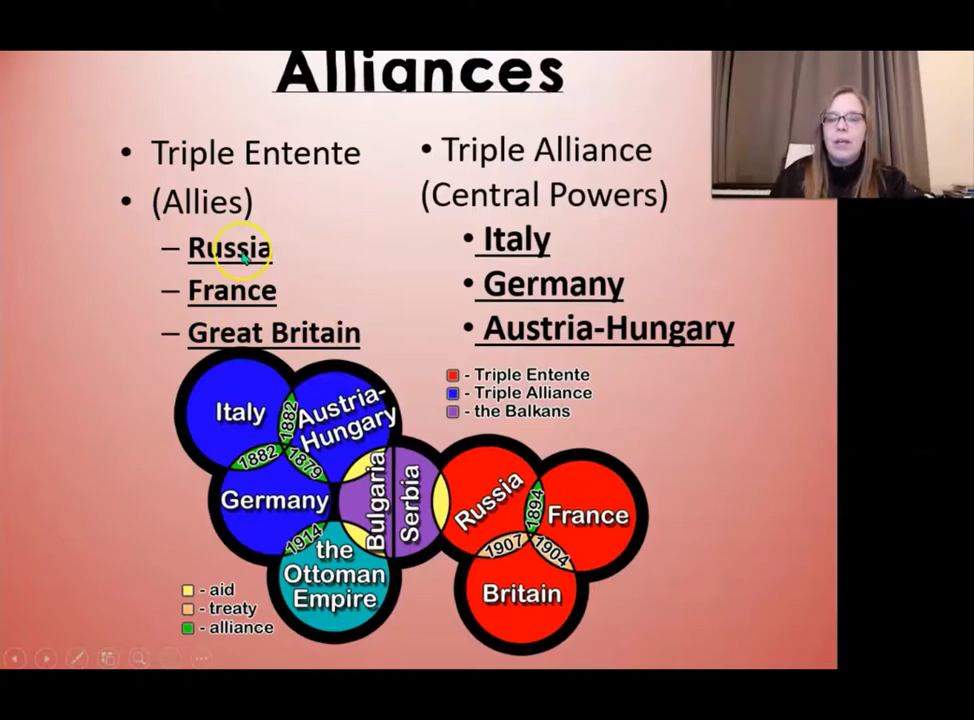 Alliances
• Triple Entente
• (Allies)
– Russia
– France
– Great Britain
• Triple Alliance
(Central Powers)
• Italy
• Germany
• Austria-Hungary
- Triple Entente
- Triple Alliance
- the Balkans
Italy
1882
Austria-
Hungary
1882
1879
Germany
1914
the
Ottoman
Empire
Bulgaria
Serbia
Russia
1894
France
1907
1904
Britain
- aid
- treaty
- alliance